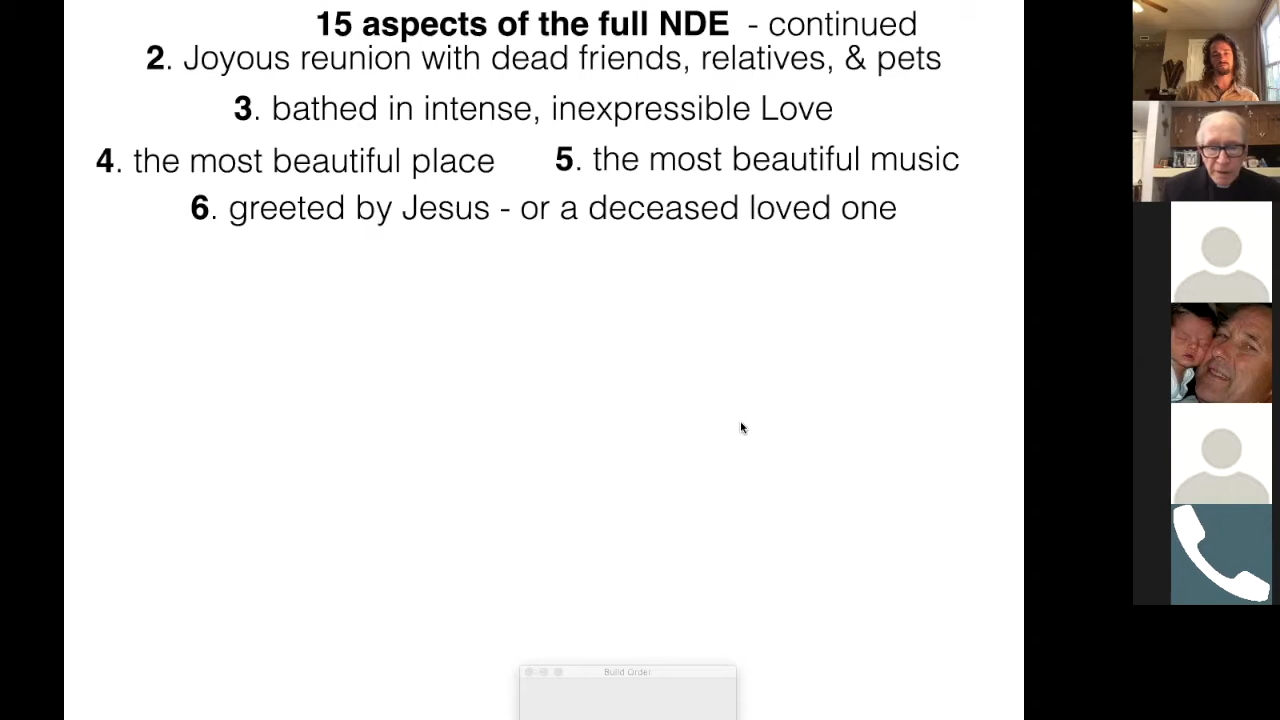 15 aspects of the full NDE - continued
2. Joyous reunion with dead friends, relatives, & pets
3. bathed in intense, inexpressible Love
4. the most beautiful place 5. the most beautiful music
6. greeted by Jesus - or a deceased loved one
Build Order